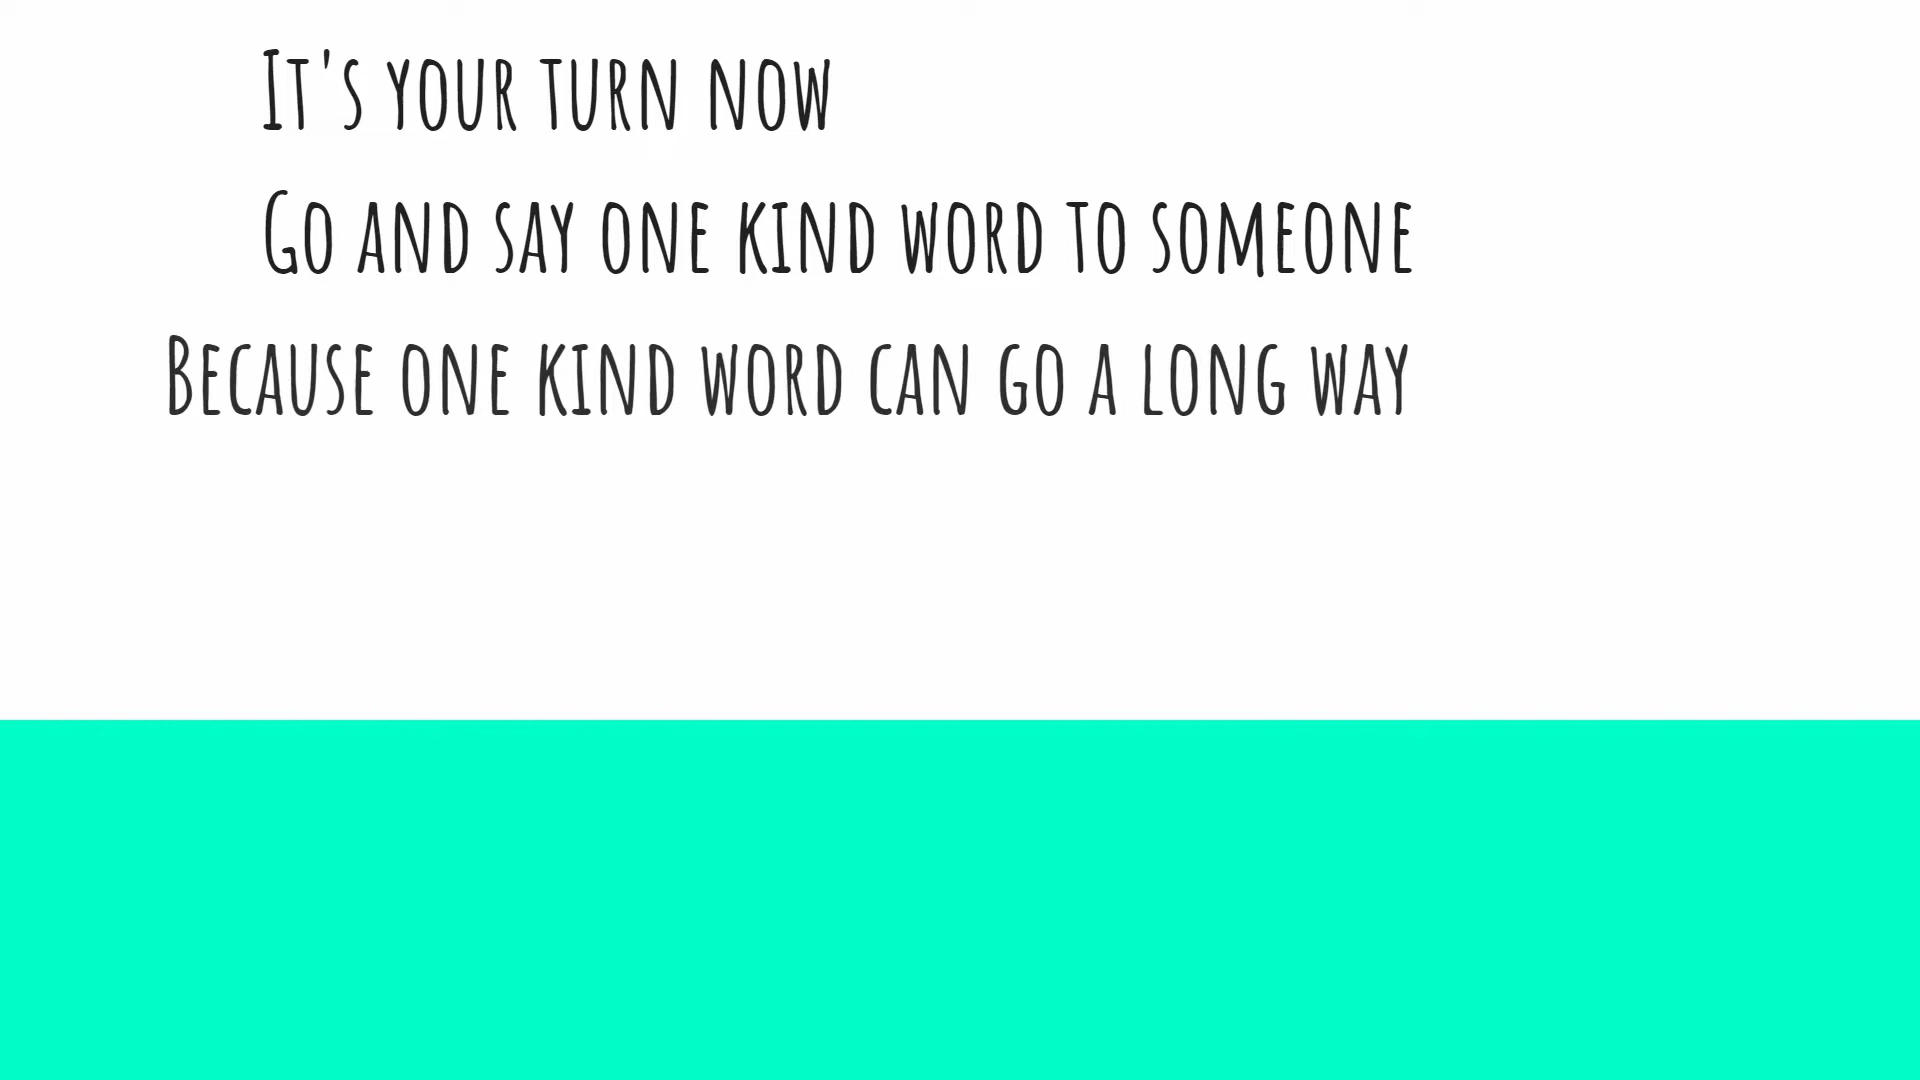 It's your turn now
Go and say one kind word to someone
Because one kind word can go a long way